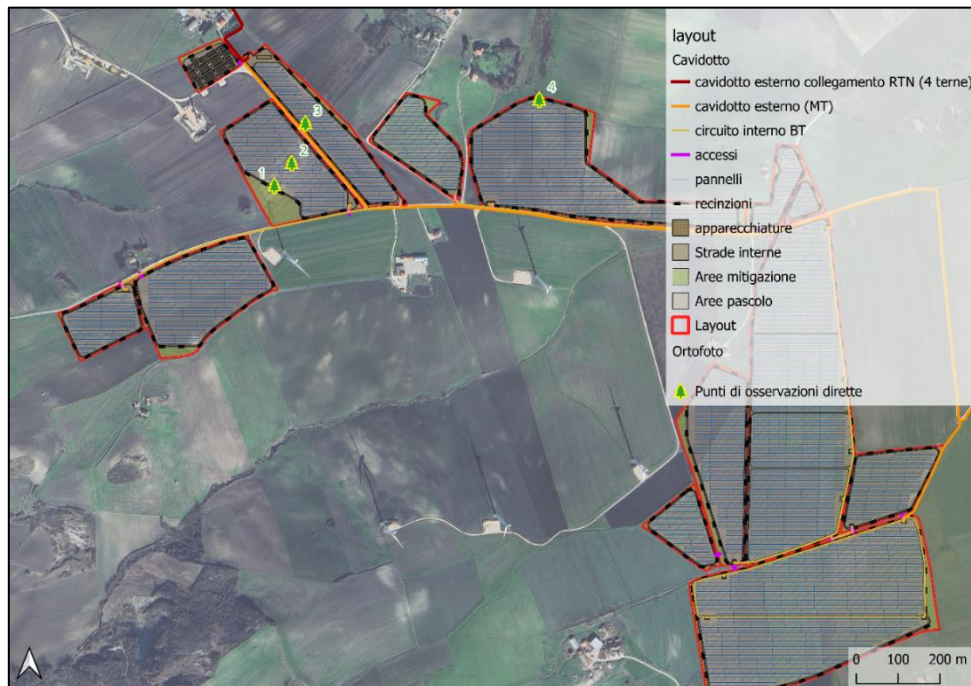 layout
Cavidotto
cavidotto esterno collegamento RTN (4 terne)
cavidotto esterno (MT)
circuito interno BT
accessi
pannelli
recinzioni
apparecchiature
Strade interne
Aree mitigazione
Aree pascolo
Layout
Ortofoto
Punti di osservazioni dirette
4
3
2
1
0 100 200 m